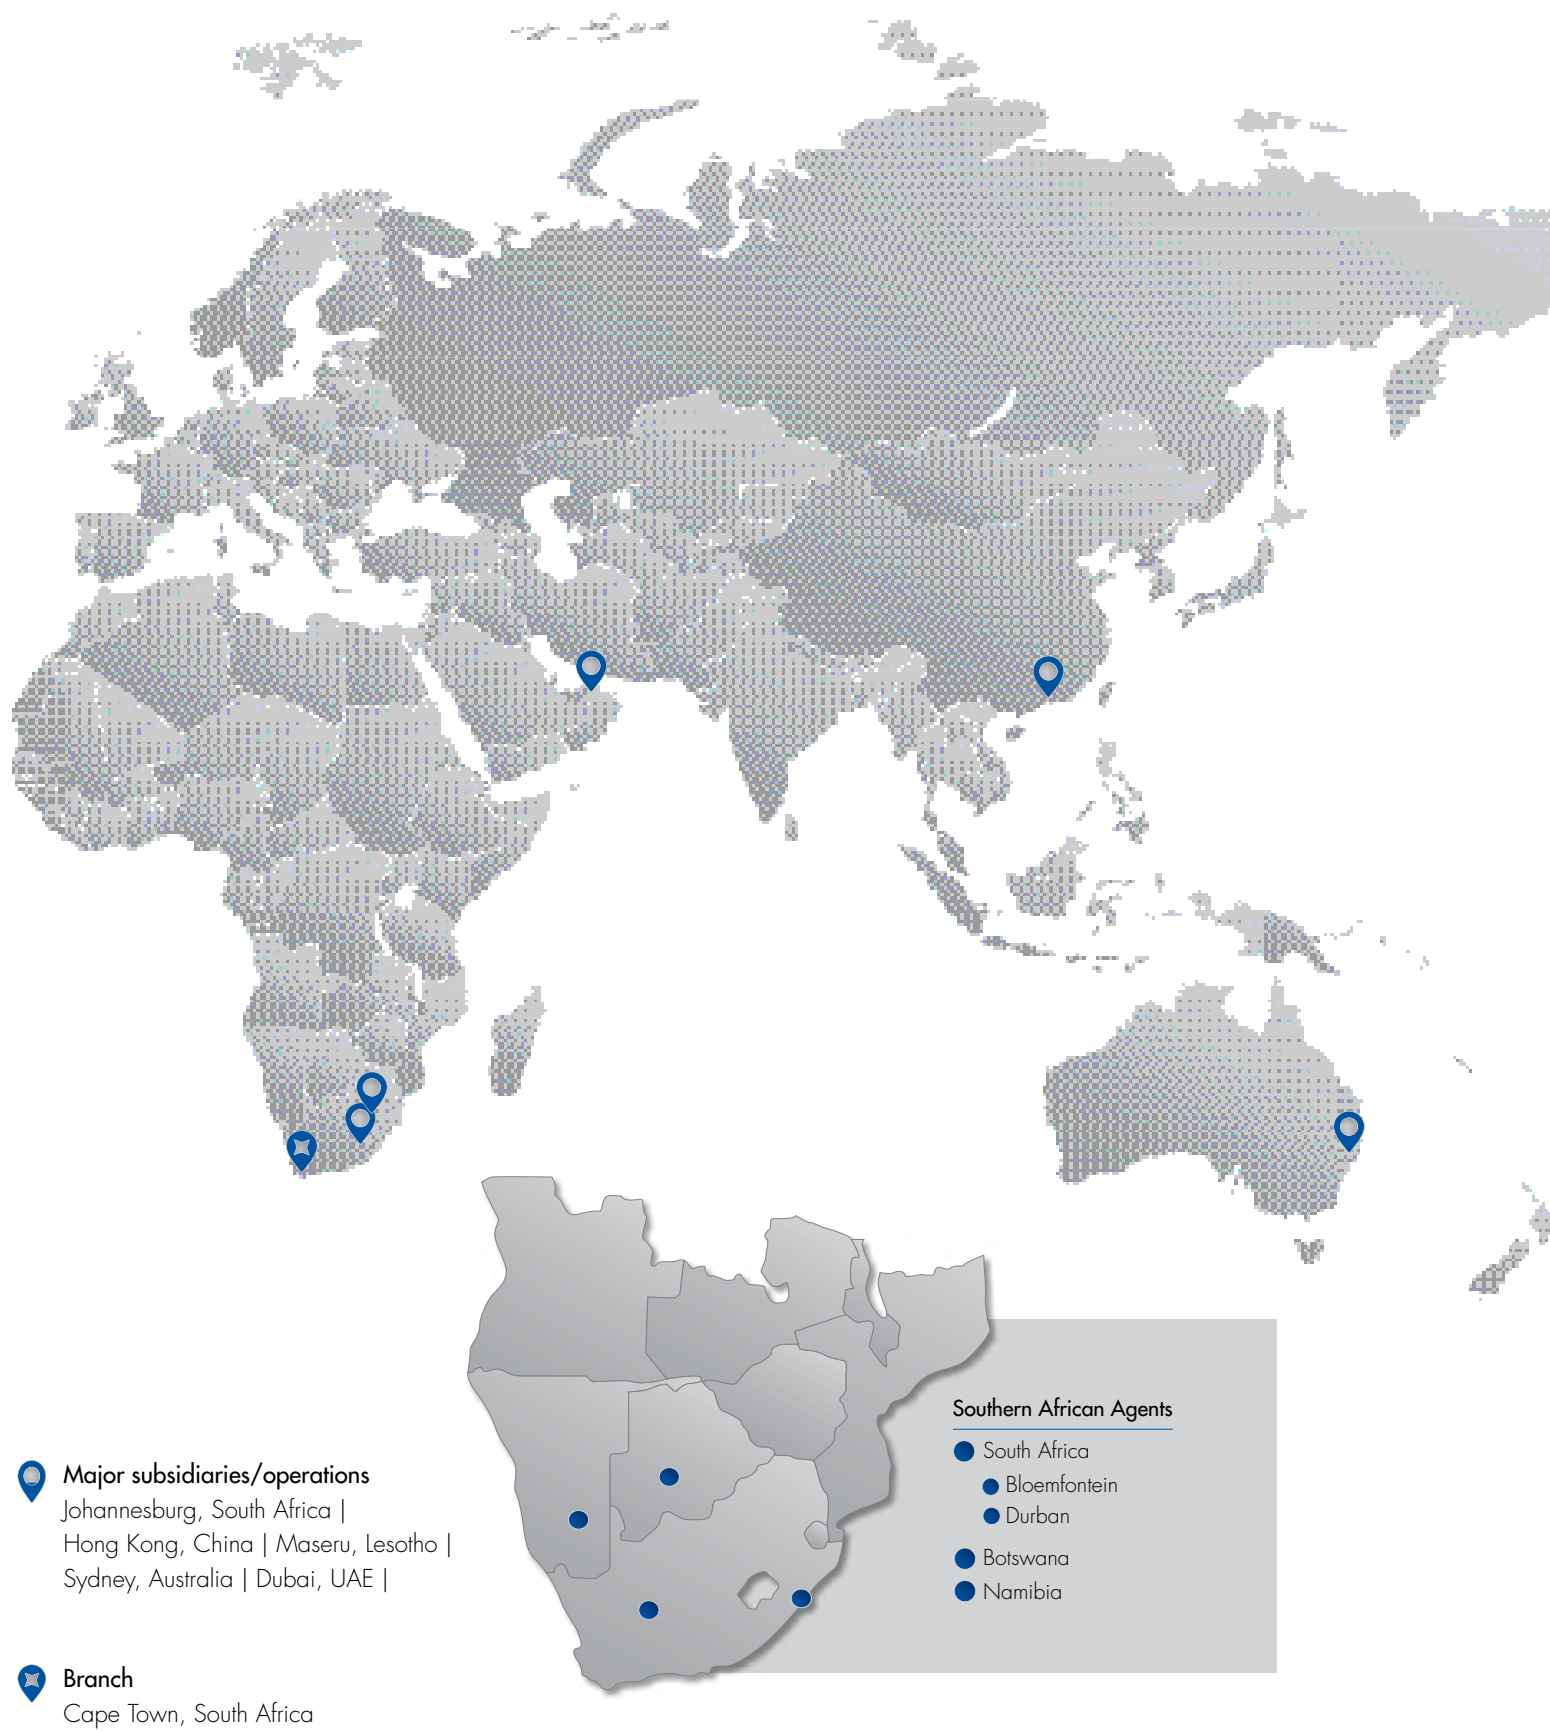 Southern African Agents
South Africa
Bloemfontein
Durban
Botswana
Namibia
Major subsidiaries/operations
Johannesburg, South Africa |
Hong Kong, China | Maseru, Lesotho |
Sydney, Australia | Dubai, UAE |
Branch
Cape Town, South Africa